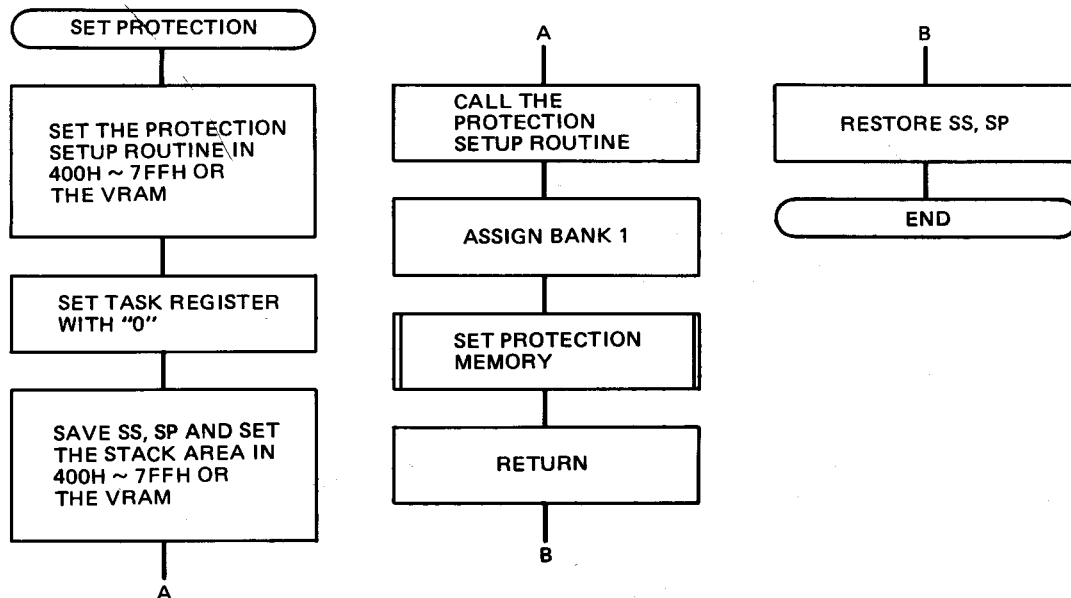 SET PROTECTION
SET THE PROTECTION
SETUP ROUTINE IN
400H ~ 7FFH OR
THE VRAM
SET TASK REGISTER
WITH "0"
SAVE SS, SP AND SET
THE STACK AREA IN
400H ~ 7FFH OR
THE VRAM
A
A
CALL THE
PROTECTION
SETUP ROUTINE
ASSIGN BANK 1
SET PROTECTION
MEMORY
RETURN
B
B
RESTORE SS, SP
END